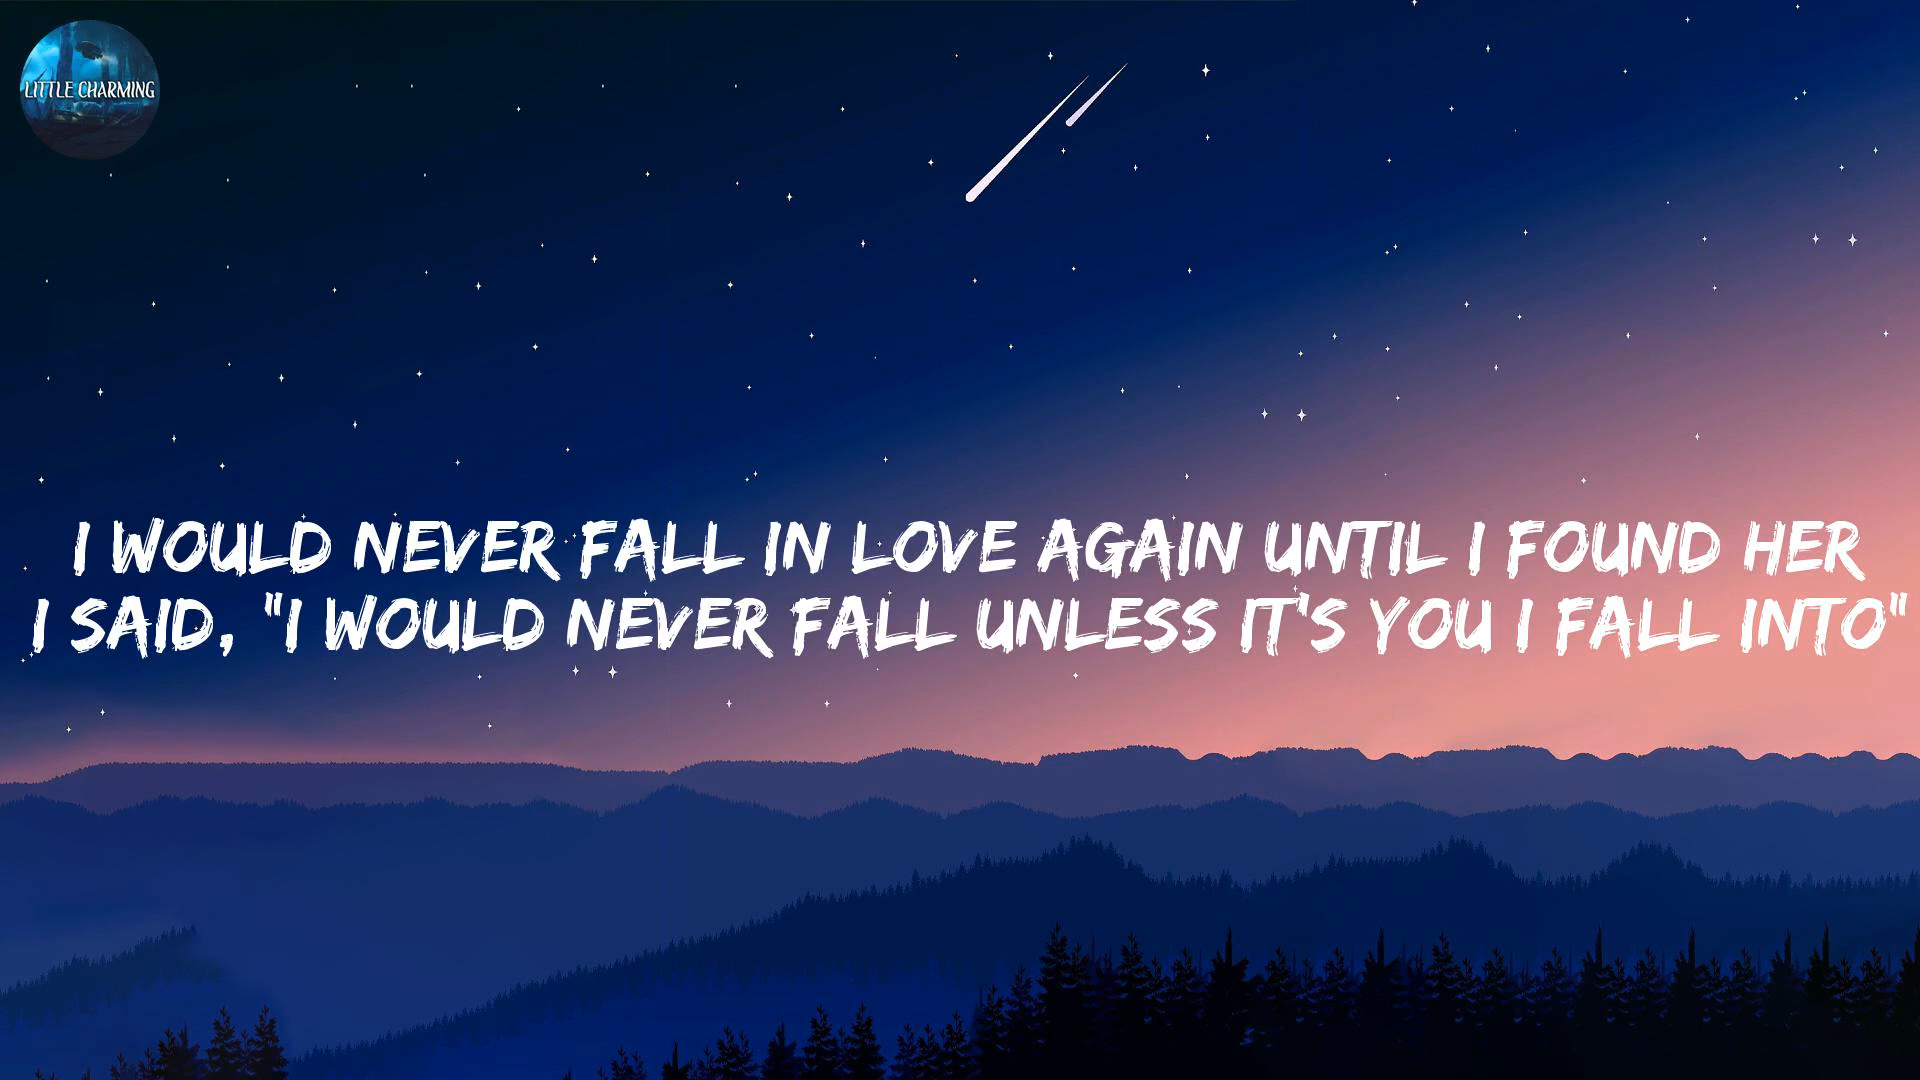 LITTLE CHARMING
I WOULD NEVER FALL IN LOVE AGAIN UNTIL I FOUND HER
I SAID, "I WOULD NEVER FALL UNLESS IT'S YOU I FALL INTO"